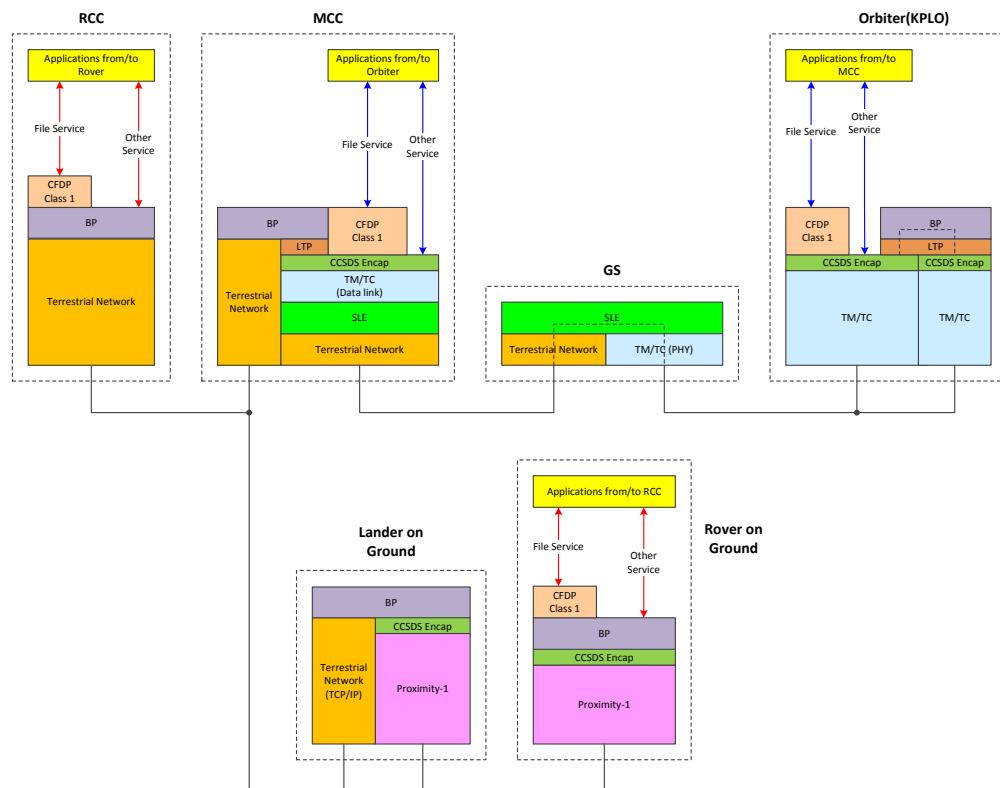 RCC
Applications from/to
Rover
File Service
Other
Service
CFDP
Class 1
BP
Terrestrial Network
MCC
Applications from/to
Orbiter
File Service
Other
Service
BP
CFDP
Class 1
LTP
CCSDS Encap
Terrestrial
Network
TM/TC
(Data link)
SLE
Terrestrial Network
GS
SLE
Terrestrial Network
TM/TC (PHY)
Orbiter(KPLO)
Applications from/to
MCC
File Service
Other
Service
CFDP
Class 1
BP
LTP
CCSDS Encap
CCSDS Encap
TM/TC
TM/TC
Lander on
Ground
BP
CCSDS Encap
Terrestrial
Network
(TCP/IP)
Proximity-1
Rover on
Ground
Applications from/to RCC
File Service
Other
Service
CFDP
Class 1
BP
CCSDS Encap
Proximity-1